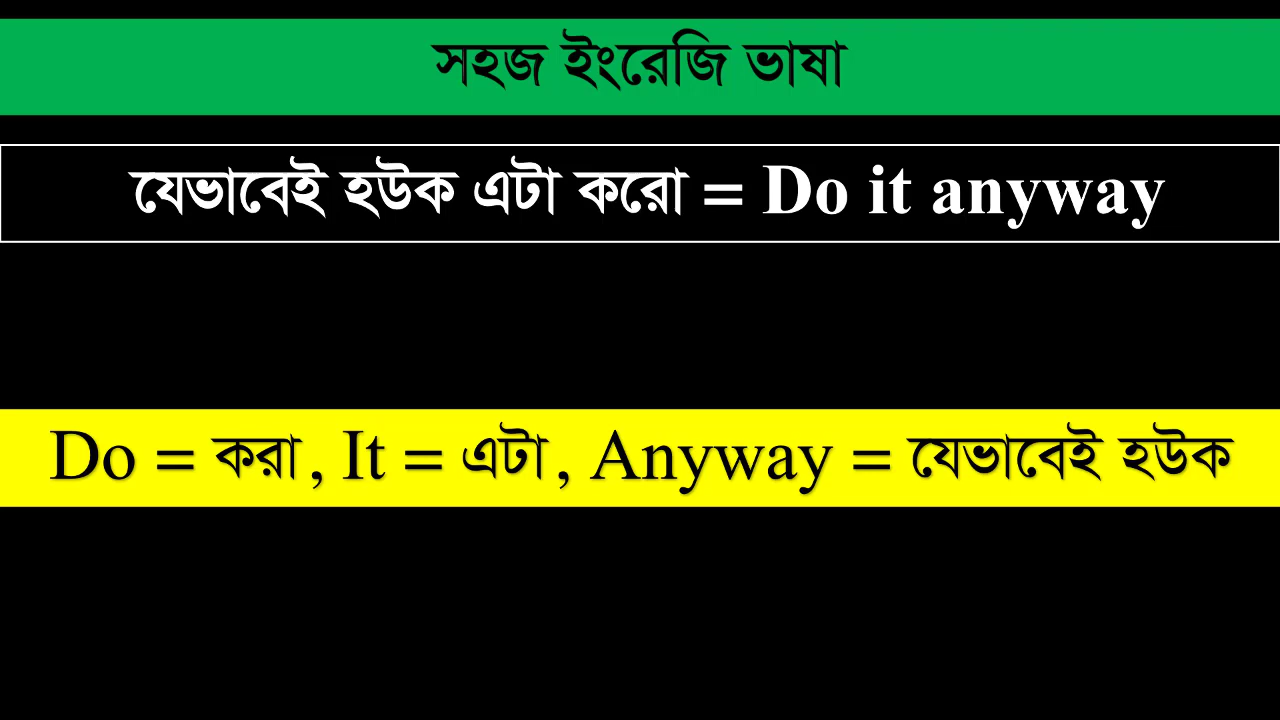 সহজ ইংরেজি ভাষা
যেভাবেই হউক এটা করো = Do it anyway
Do = করা, It = এটা, Anyway = যেভাবেই হউক